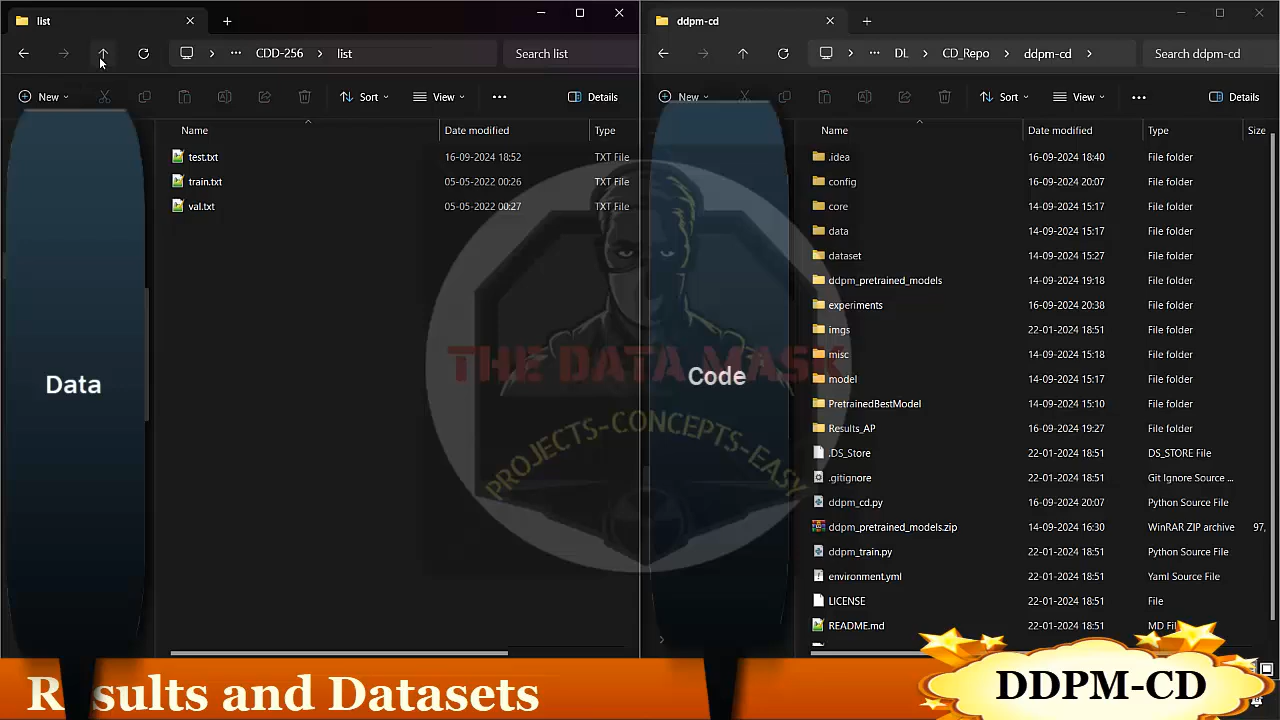 list
CDD-256
list
Search list
New
Sort
View
Details
Name
Date modified
Type
test.txt
16-09-2024 18:52
TXT File
train.txt
05-05-2022 00:26
TXT File
val.txt
05-05-2022 00:27
TXT File
Data
ddpm-cd
DL
CD_Repo
ddpm-cd
Search ddpm-cd
New
Sort
View
Details
Name
Date modified
Type
Size
.idea
16-09-2024 18:40
File folder
config
16-09-2024 20:07
File folder
core
14-09-2024 15:17
File folder
data
14-09-2024 15:17
File folder
dataset
14-09-2024 15:27
File folder
ddpm_pretrained_models
14-09-2024 19:18
File folder
experiments
16-09-2024 20:38
File folder
imgs
22-01-2024 18:51
File folder
misc
14-09-2024 15:18
File folder
model
14-09-2024 15:17
File folder
PretrainedBestModel
14-09-2024 15:10
File folder
Results_AP
16-09-2024 19:27
File folder
.DS_Store
22-01-2024 18:51
DS_STORE File
.gitignore
22-01-2024 18:51
Git Ignore Source ...
ddpm_cd.py
16-09-2024 20:07
Python Source File
ddpm_pretrained_models.zip
14-09-2024 16:30
WinRAR ZIP archive
97,
ddpm_train.py
22-01-2024 18:51
Python Source File
environment.yml
22-01-2024 18:51
Yaml Source File
LICENSE
22-01-2024 18:51
File
README.md
22-01-2024 18:51
MD Fil
Code
THE DATA MASK
PROJECTS-CONCEPTS-EASY
Results and Datasets
DDPM-CD